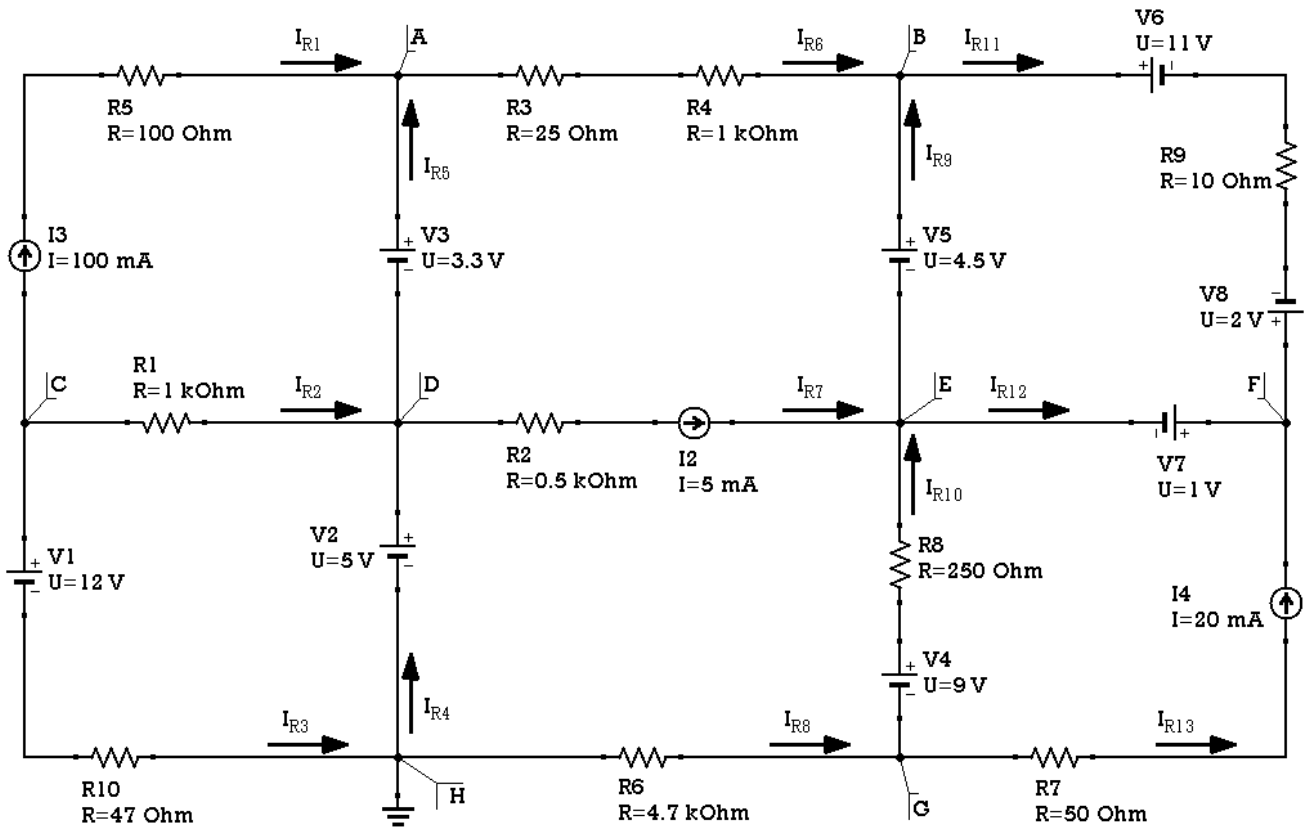 I_R1
A
I_R6
B
I_R11
V6
U=11 V
R5
R=100 Ohm
R3
R=25 Ohm
R4
R=1 kOhm
R9
R=10 Ohm
I_R5
I_R9
I3
I=100 mA
V3
U=3.3 V
V5
U=4.5 V
V8
U=2 V
C
R1
R=1 kOhm
I_R2
D
I_R7
E
I_R12
F
R2
R=0.5 kOhm
I2
I=5 mA
V7
U=1 V
I_R10
V1
U=12 V
V2
U=5 V
R8
R=250 Ohm
I4
I=20 mA
V4
U=9 V
I_R3
I_R4
I_R8
I_R13
R10
R=47 Ohm
H
R6
R=4.7 kOhm
G
R7
R=50 Ohm